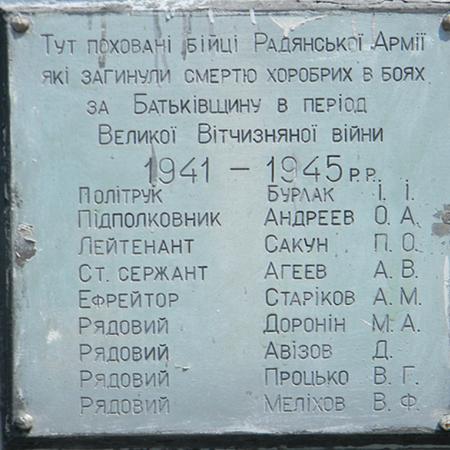 Тут поховані бійці Радянської Армії
які загинули смертю хоробрих в боях
за Батьківщину в період
Великої Вітчизняної війни
1941 – 1945 р.р.
Політрук Бурлак І. І.
Підполковник Андреев О. А.
Лейтенант Сакун П. О.
Ст. сержант Агеев А. В.
Ефрейтор Старіков А. М.
Рядовий Доронін М. А.
Рядовий Авізов Д.
Рядовий Процько В. Г.
Рядовий Меліхов В. Ф.